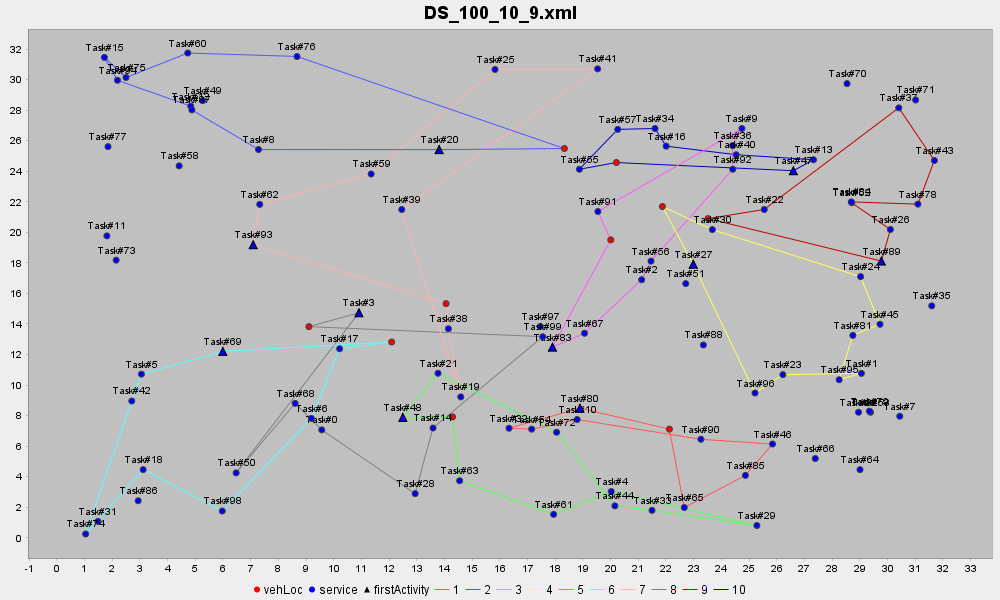 DS_100_10_9.xml
Task#15
Task#60
Task#76
Task#75
Task#25
Task#41
Task#70
Task#49
Task#37
Task#71
Task#57
Task#34
Task#9
Task#77
Task#8
Task#20
Task#16
Task#36
Task#40
Task#13
Task#58
Task#59
Task#55
Task#92
Task#47
Task#43
Task#62
Task#39
Task#91
Task#22
Task#78
Task#11
Task#93
Task#30
Task#26
Task#73
Task#56
Task#27
Task#89
Task#2
Task#51
Task#24
Task#3
Task#35
Task#38
Task#97
Task#99
Task#67
Task#45
Task#81
Task#69
Task#17
Task#83
Task#88
Task#5
Task#21
Task#23
Task#95
Task#1
Task#42
Task#68
Task#19
Task#96
Task#6
Task#0
Task#48
Task#14
Task#80
Task#10
Task#7
Task#72
Task#90
Task#46
Task#18
Task#50
Task#63
Task#85
Task#66
Task#64
Task#86
Task#28
Task#4
Task#44
Task#33
Task#65
Task#31
Task#98
Task#61
Task#29
Task#74
32
30
28
26
24
22
20
18
16
14
12
10
8
6
4
2
0
-1 0 1 2 3 4 5 6 7 8 9 10 11 12 13 14 15 16 17 18 19 20 21 22 23 24 25 26 27 28 29 30 31 32 33
vehLoc service firstActivity 1 2 3 4 5 6 7 8 9 10